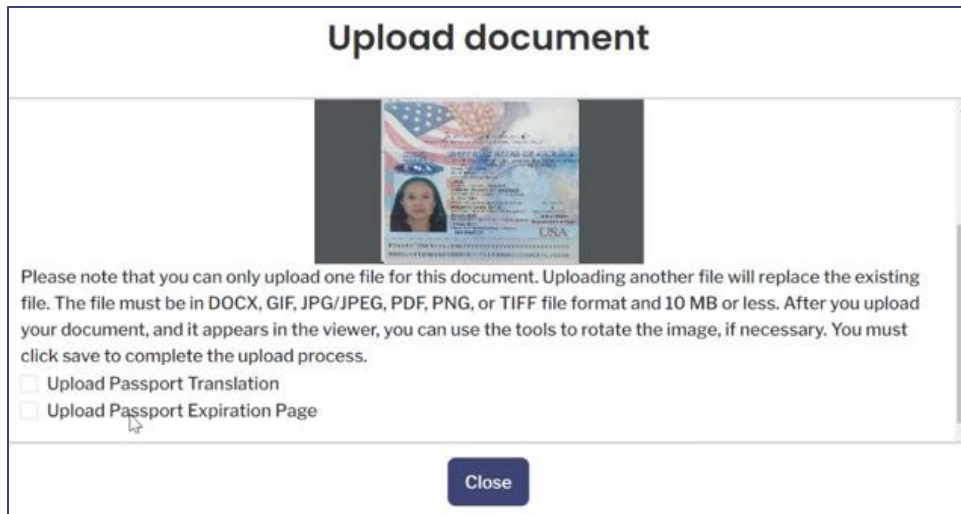 Upload document
USA
USA
Please note that you can only upload one file for this document. Uploading another file will replace the existing
file. The file must be in DOCX, GIF, JPG/JPEG, PDF, PNG, or TIFF file format and 10 MB or less. After you upload
your document, and it appears in the viewer, you can use the tools to rotate the image, if necessary. You must
click save to complete the upload process.
Upload Passport Translation
Upload Passport Expiration Page
Close